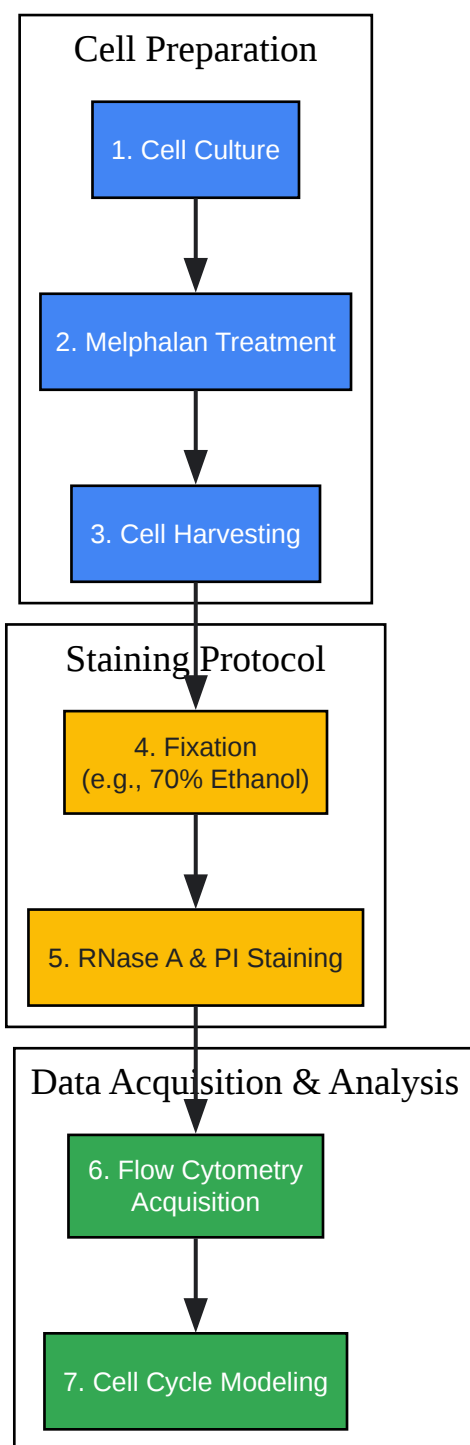 Cell Preparation
1. Cell Culture
2. Melphalan Treatment
3. Cell Harvesting
Staining Protocol
4. Fixation
(e.g., 70% Ethanol)
5. RNase A & PI Staining
Data Acquisition & Analysis
6. Flow Cytometry
Acquisition
7. Cell Cycle Modeling